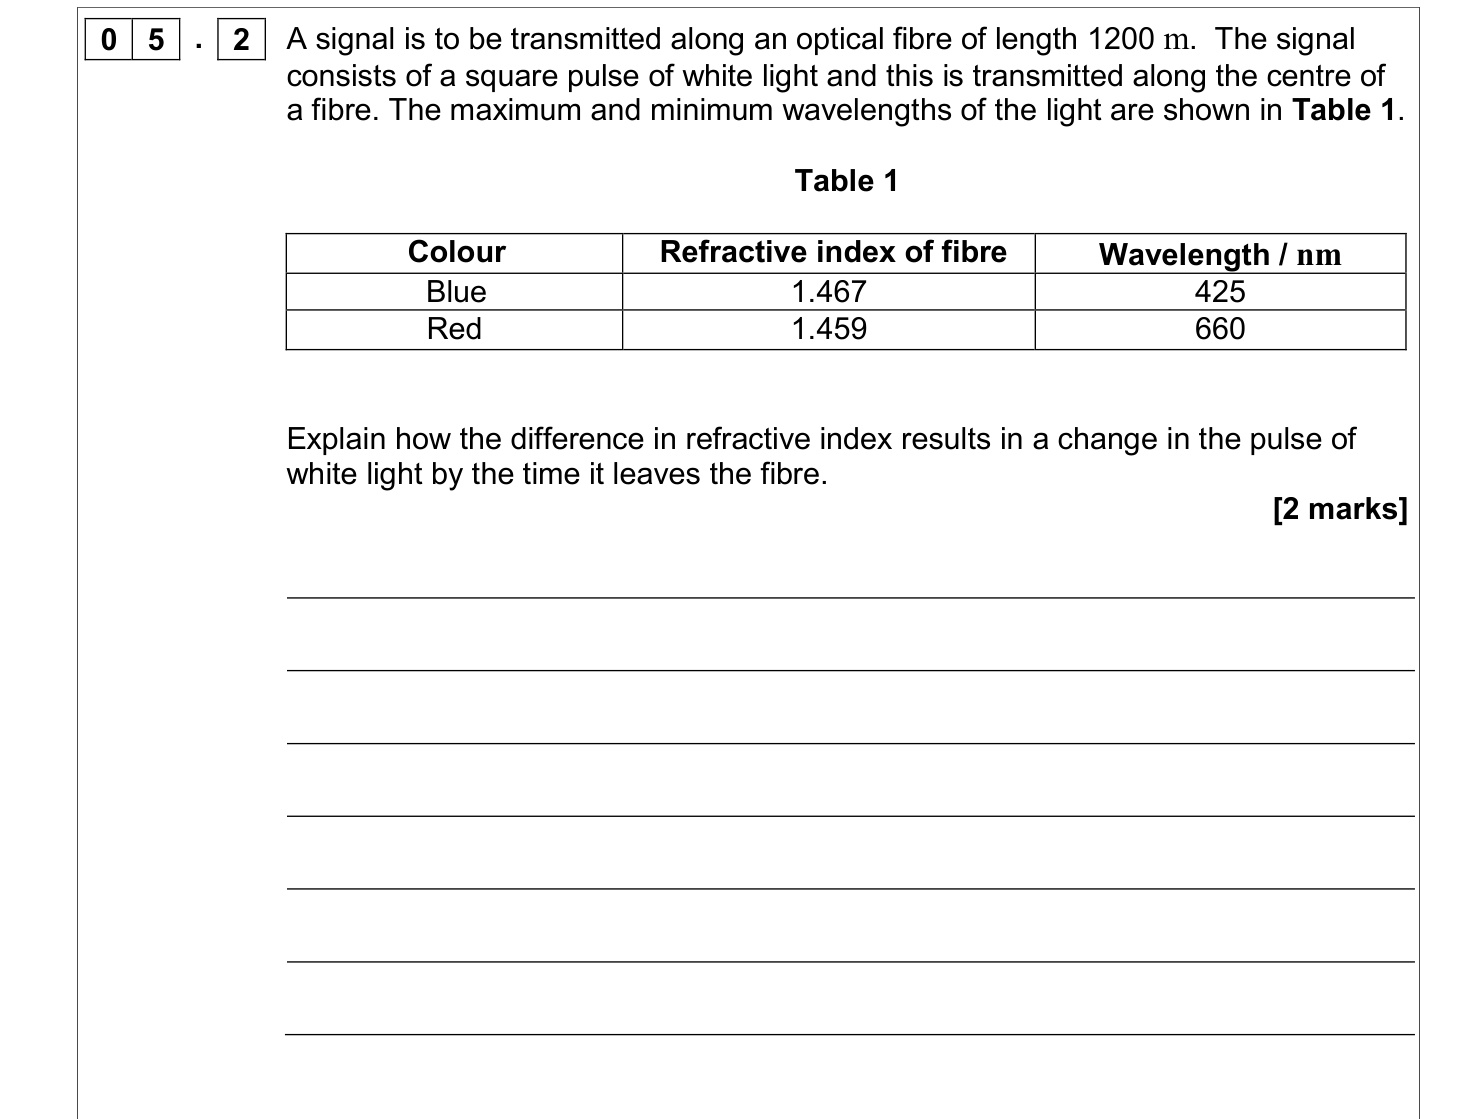 0 5 . 2 A signal is to be transmitted along an optical fibre of length 1200 m. The signal
consists of a square pulse of white light and this is transmitted along the centre of
a fibre. The maximum and minimum wavelengths of the light are shown in Table 1.
Table 1
Colour Refractive index of fibre Wavelength / nm
Blue 1.467 425
Red 1.459 660
Explain how the difference in refractive index results in a change in the pulse of
white light by the time it leaves the fibre.
[2 marks]